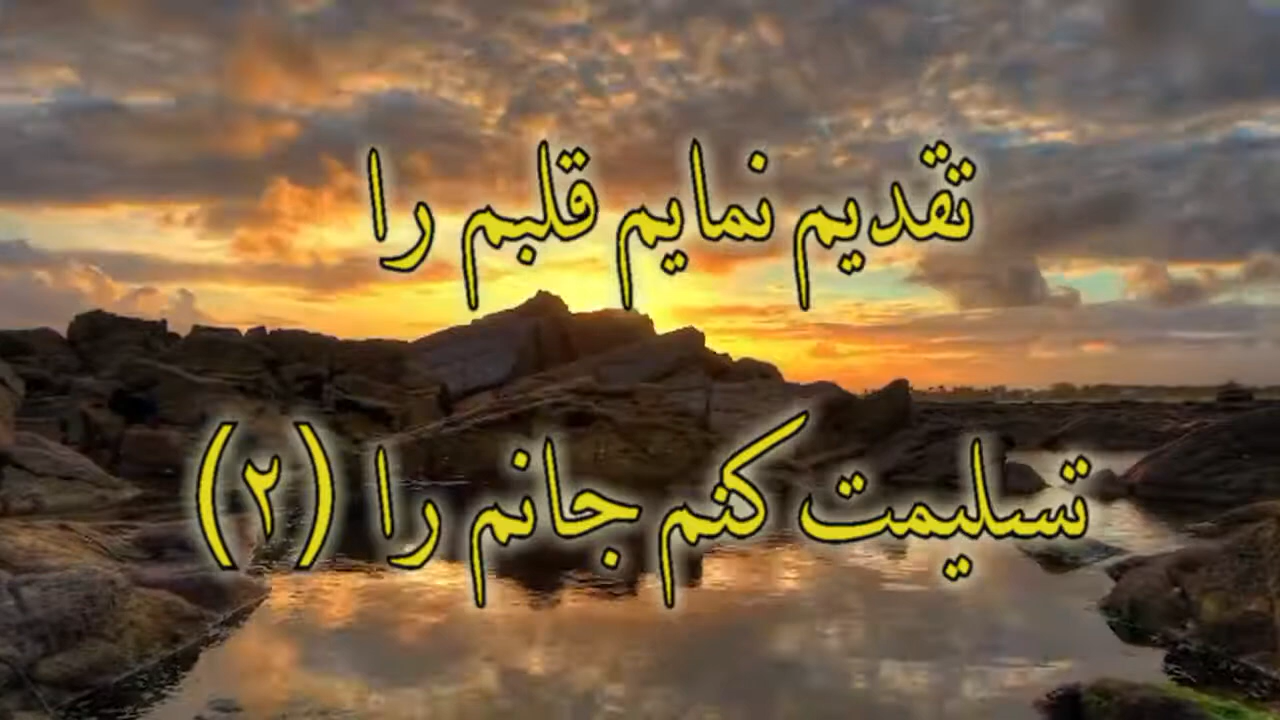 تقدیم نمایم قلبم را
تسلیمت کنم جانم را (۲)